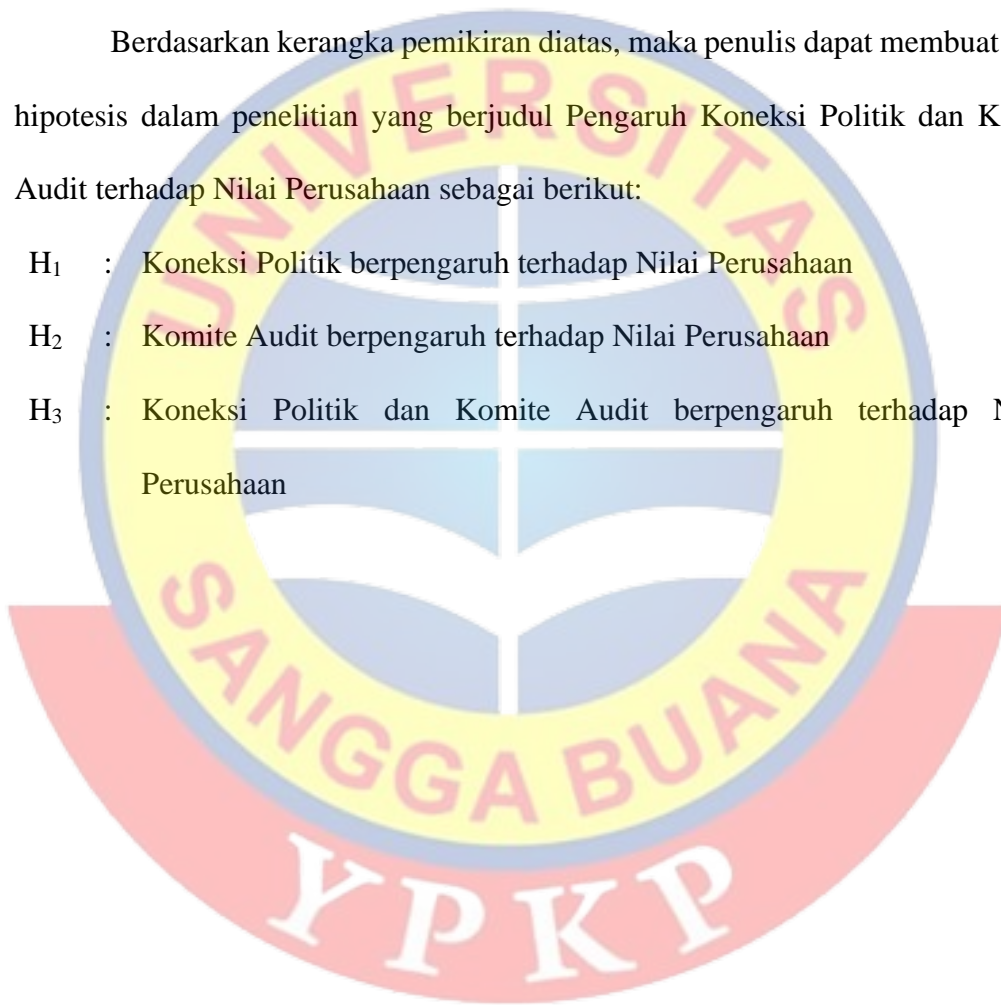 Berdasarkan kerangka pemikiran diatas, maka penulis dapat membuat
hipotesis dalam penelitian yang berjudul Pengaruh Koneksi Politik dan
Audit terhadap Nilai Perusahaan sebagai berikut:
H₁ : Koneksi Politik berpengaruh terhadap Nilai Perusahaan
H₂ : Komite Audit berpengaruh terhadap Nilai Perusahaan
H₃ : Koneksi Politik dan Komite Audit berpengaruh terhadap
Perusahaan
UNIVERSITAS
SANGGA BUANA
YPKP